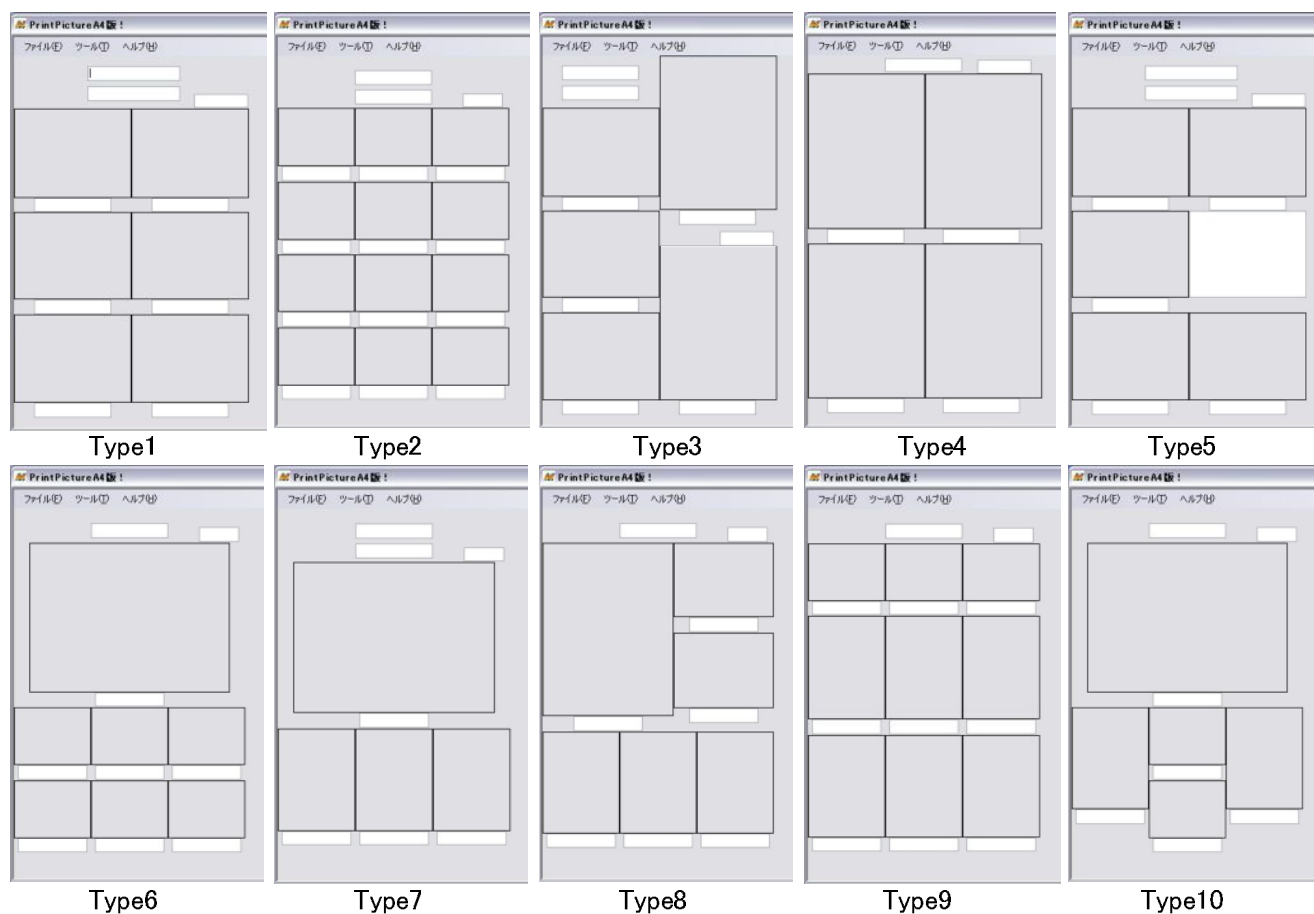 PrintPictureA4版！ PrintPictureA4版！ PrintPictureA4版！ PrintPictureA4版！ PrintPictureA4版！
ファイル(F) ツール(T) ヘルプ(H) ファイル(F) ツール(T) ヘルプ(H) ファイル(F) ツール(T) ヘルプ(H) ファイル(F) ツール(T) ヘルプ(H) ファイル(F) ツール(T) ヘルプ(H)
Type1 Type2 Type3 Type4 Type5
PrintPictureA4版！ PrintPictureA4版！ PrintPictureA4版！ PrintPictureA4版！ PrintPictureA4版！
ファイル(F) ツール(T) ヘルプ(H) ファイル(F) ツール(T) ヘルプ(H) ファイル(F) ツール(T) ヘルプ(H) ファイル(F) ツール(T) ヘルプ(H) ファイル(F) ツール(T) ヘルプ(H)
Type6 Type7 Type8 Type9 Type10